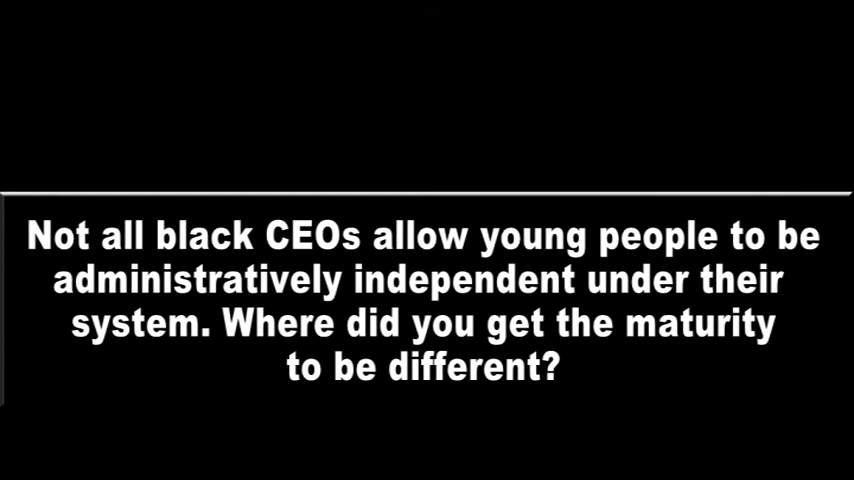 Not all black CEOs allow young people to be
administratively independent under their
system. Where did you get the maturity
to be different?